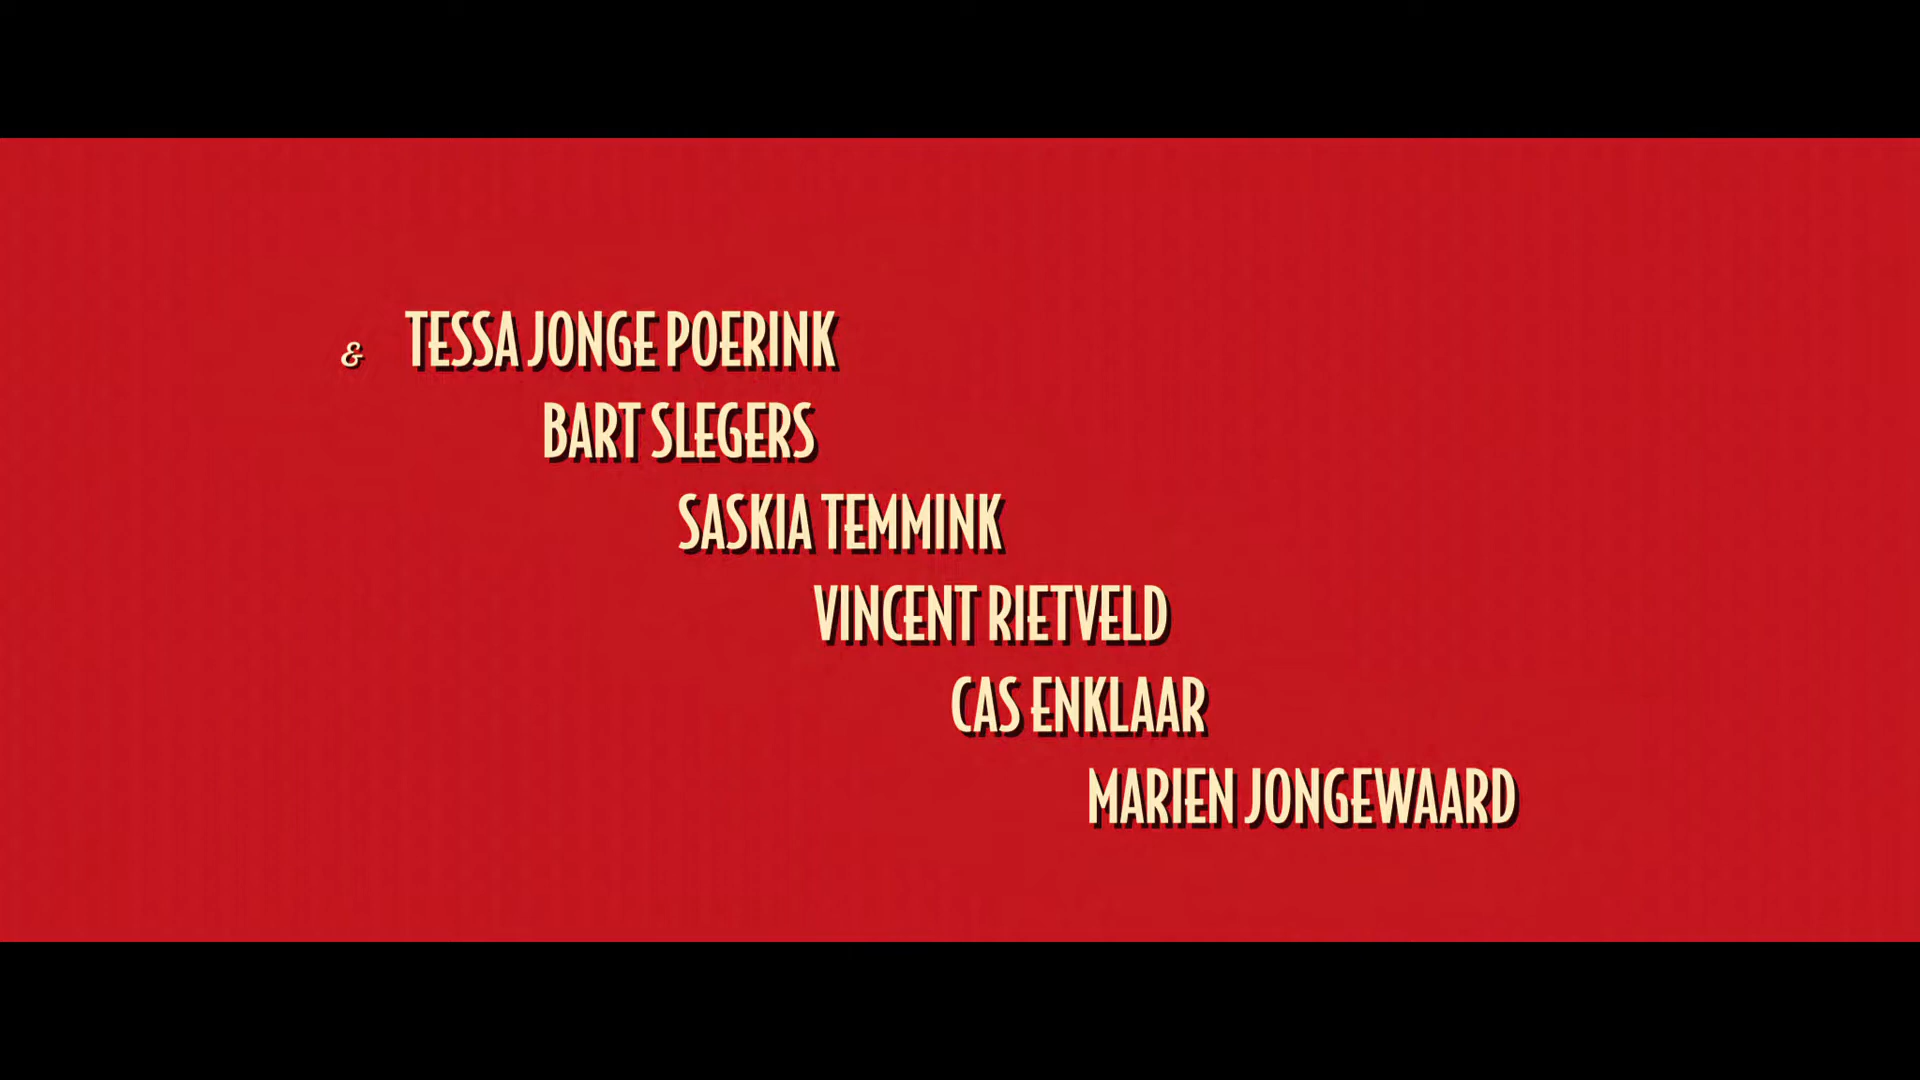 & TESSA JONGE POERINK
BART SLEGERS
SASKIA TEMMINK
VINCENT RIETVELD
CAS ENKLAAR
MARIEN JONGEWAARD